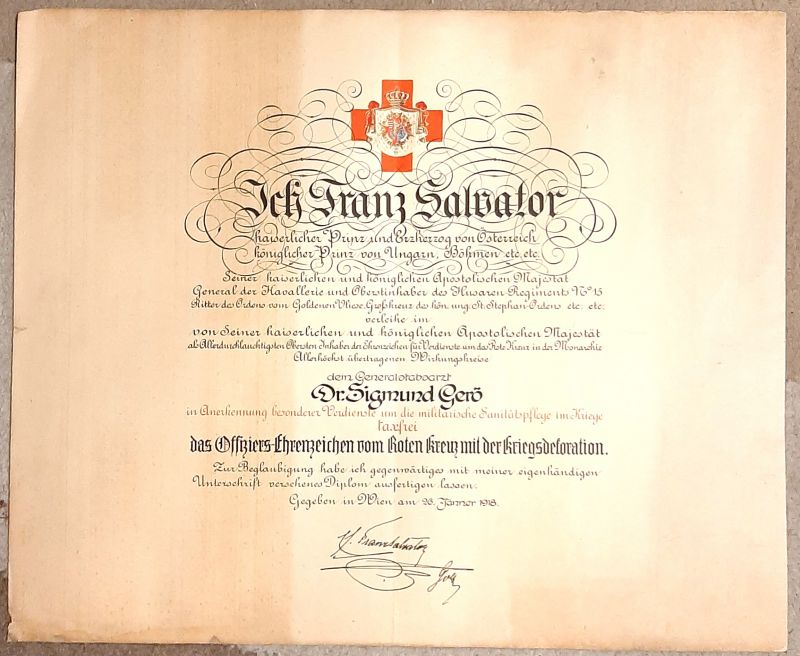 Ich Franz Salvator
kaiserlicher Prinz und Erzherzog von Österreich
königlicher Prinz von Ungarn, Böhmen etc. etc.
Seiner kaiserlichen und königlichen Apostolischen Majestät
General der Kavallerie und Oberstinhaber des Husaren Regiments No 15
Ritter des Ordens vom Goldenen Vliese, Großkreuz des kön. ung. St. Stephan-Ordens etc. etc.
verleihe im
von Seiner kaiserlichen und königlichen Apostolischen Majestät
als Allerdurchlauchtigsten Obersten Inhaber der Ehrenzeichen für Verdienste um das Rote Kreuz in der Monarchie
Allerhöchst übertragenen Wirkungskreise
dem Generalstabsarzt
Dr. Sigmund Gerö
in Anerkennung besonderer Verdienste um die militärische Sanitätspflege im Kriege
taxfrei
das Offiziers-Ehrenzeichen vom Roten Kreuz mit der Kriegsdekoration.
Zur Beglaubigung habe ich gegenwärtiges mit meiner eigenhändigen
Unterschrift versehenes Diplom ausfertigen lassen.
Gegeben in Wien am 26. Jänner 1918.
Franz Salvator